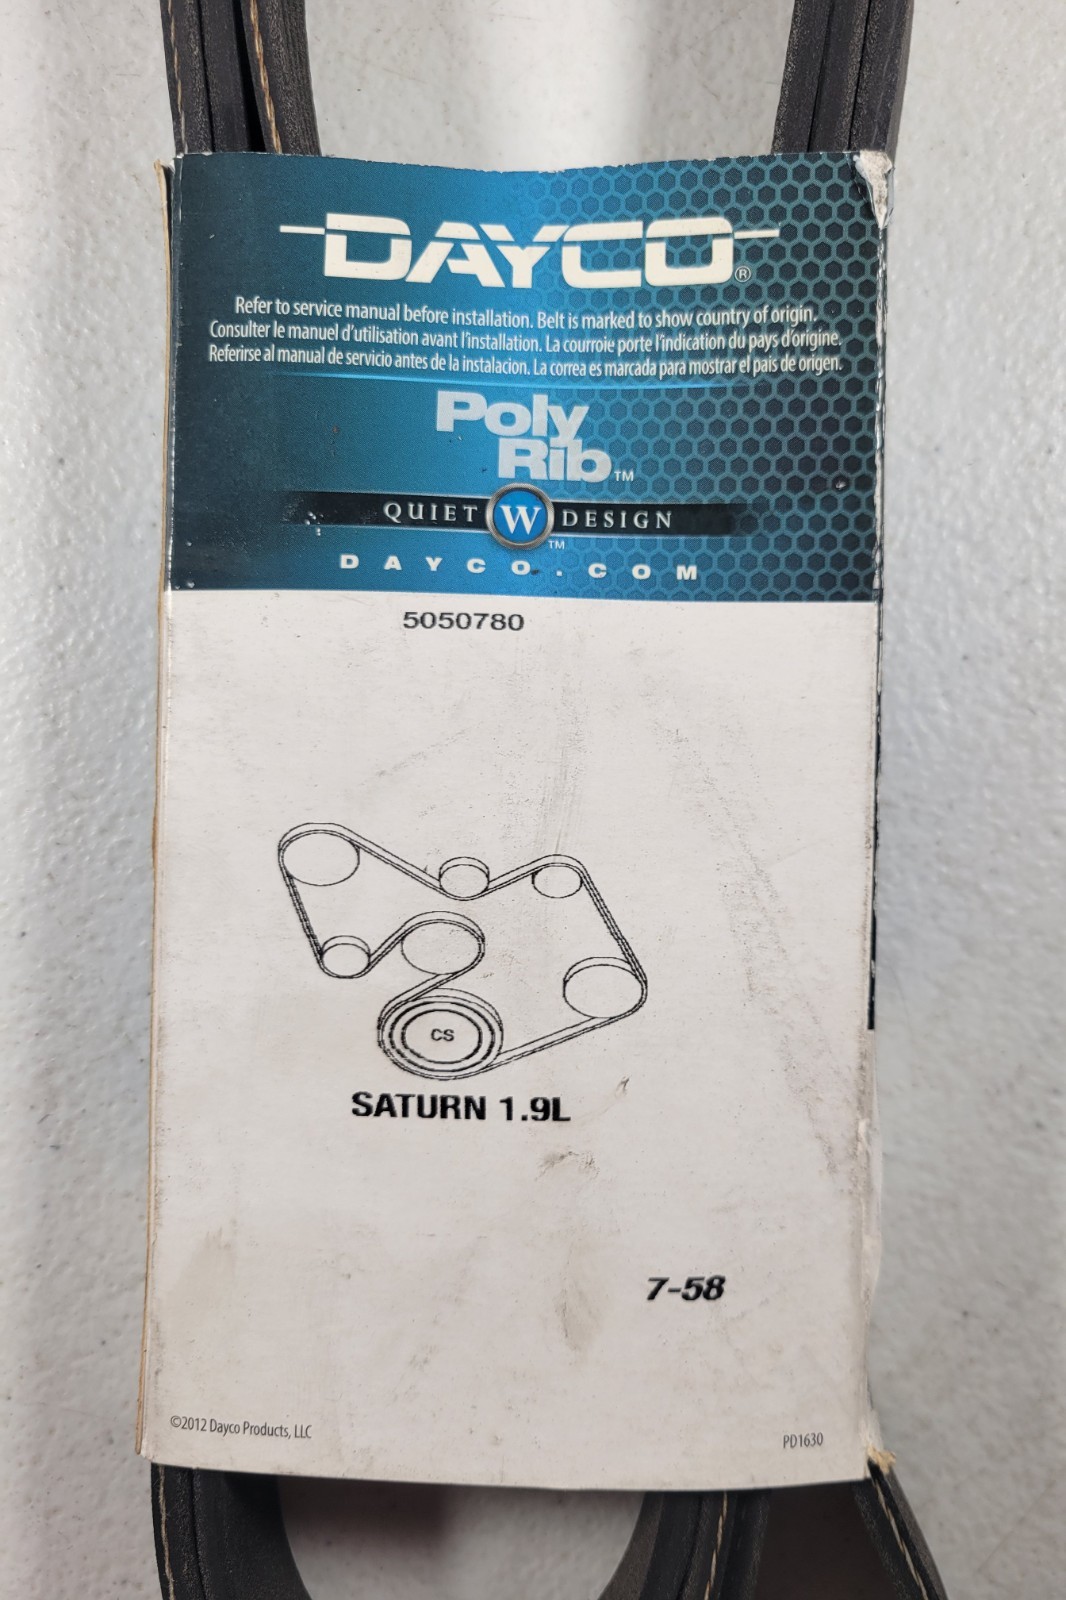 DAYCO®
Refer to service manual before installation. Belt is marked to show country of origin.
Consulter le manuel d'utilisation avant l'installation. La courroie porte l'indication du pays d'origine.
Referirse al manual de servicio antes de la instalacion. La correa es marcada para mostrar el pais de origen.
Poly
Rib™
QUIET W™ DESIGN
DAYCO.COM
5050780
CS
SATURN 1.9L
7-58
©2012 Dayco Products, LLC
PD1630